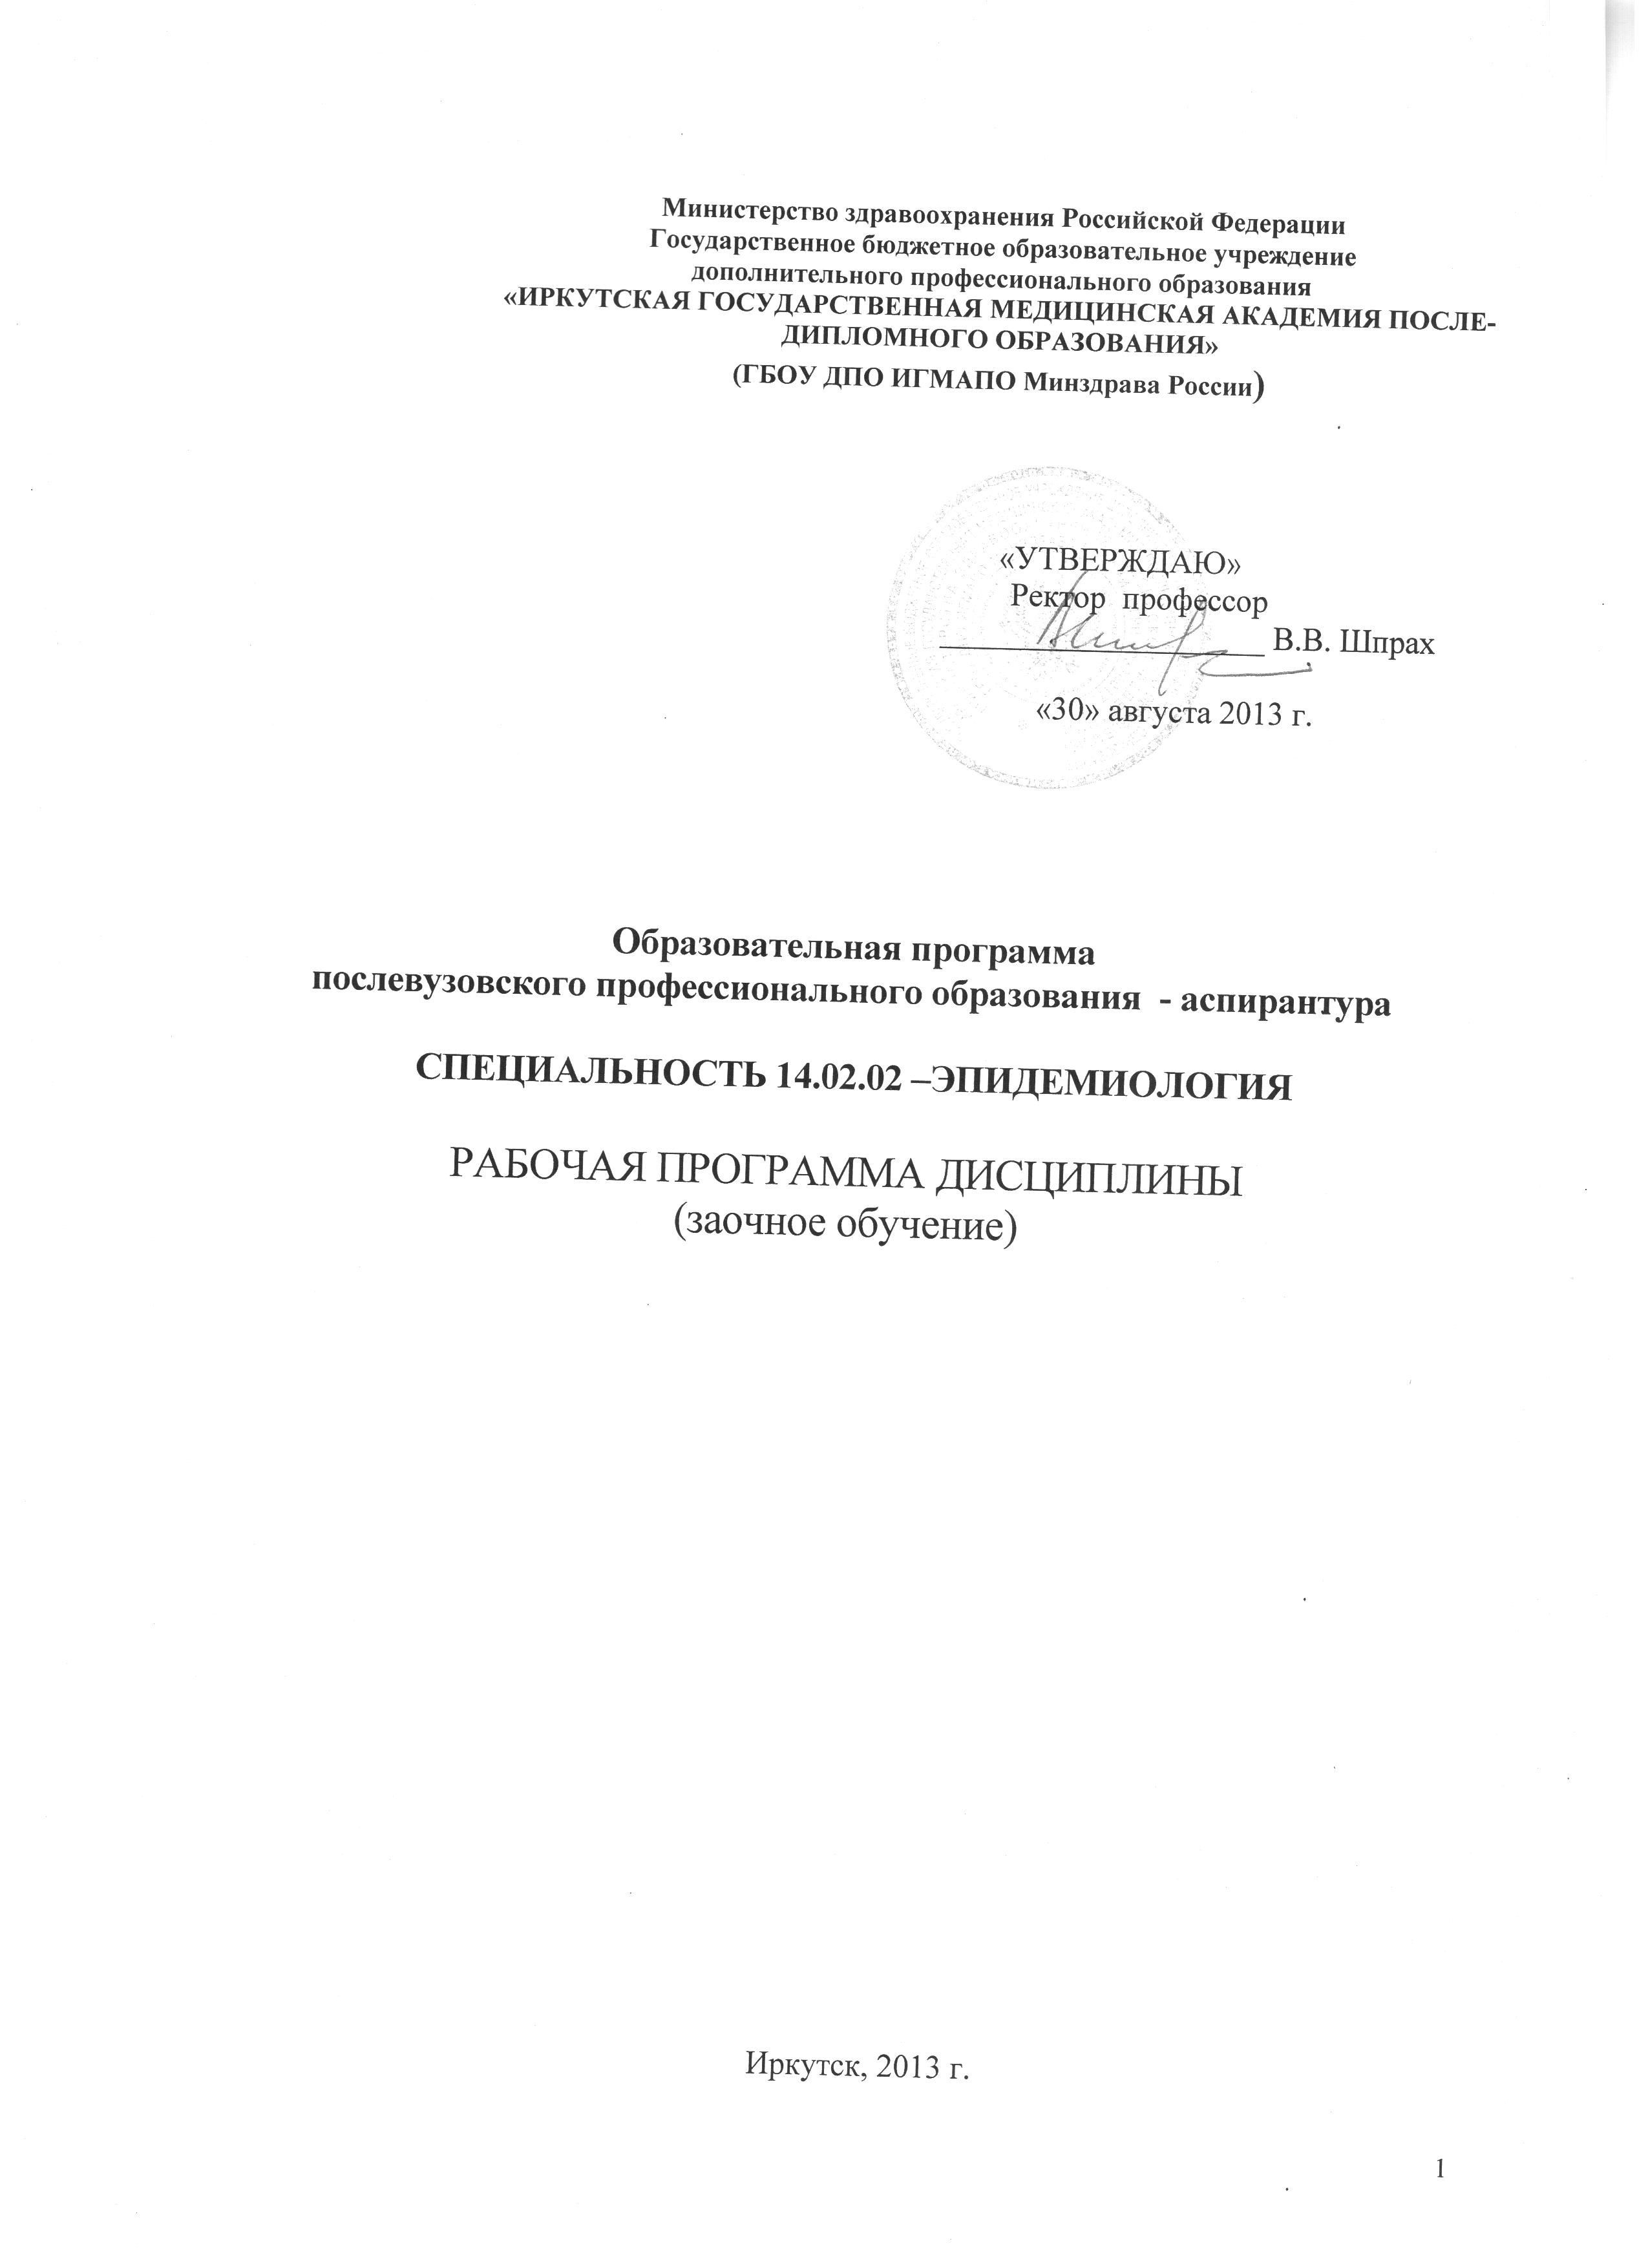 Министерство здравоохранения Российской Федерации
Государственное бюджетное образовательное учреждение
дополнительного профессионального образования
«ИРКУТСКАЯ ГОСУДАРСТВЕННАЯ МЕДИЦИНСКАЯ АКАДЕМИЯ ПОСЛЕ-
ДИПЛОМНОГО ОБРАЗОВАНИЯ»
(ГБОУ ДПО ИГМАПО Минздрава России)
«УТВЕРЖДАЮ»
Ректор профессор
____________________ В.В. Шпрах
«30» августа 2013 г.
Образовательная программа
послевузовского профессионального образования - аспирантура
СПЕЦИАЛЬНОСТЬ 14.02.02 –ЭПИДЕМИОЛОГИЯ
РАБОЧАЯ ПРОГРАММА ДИСЦИПЛИНЫ
(заочное обучение)
Иркутск, 2013 г.
1